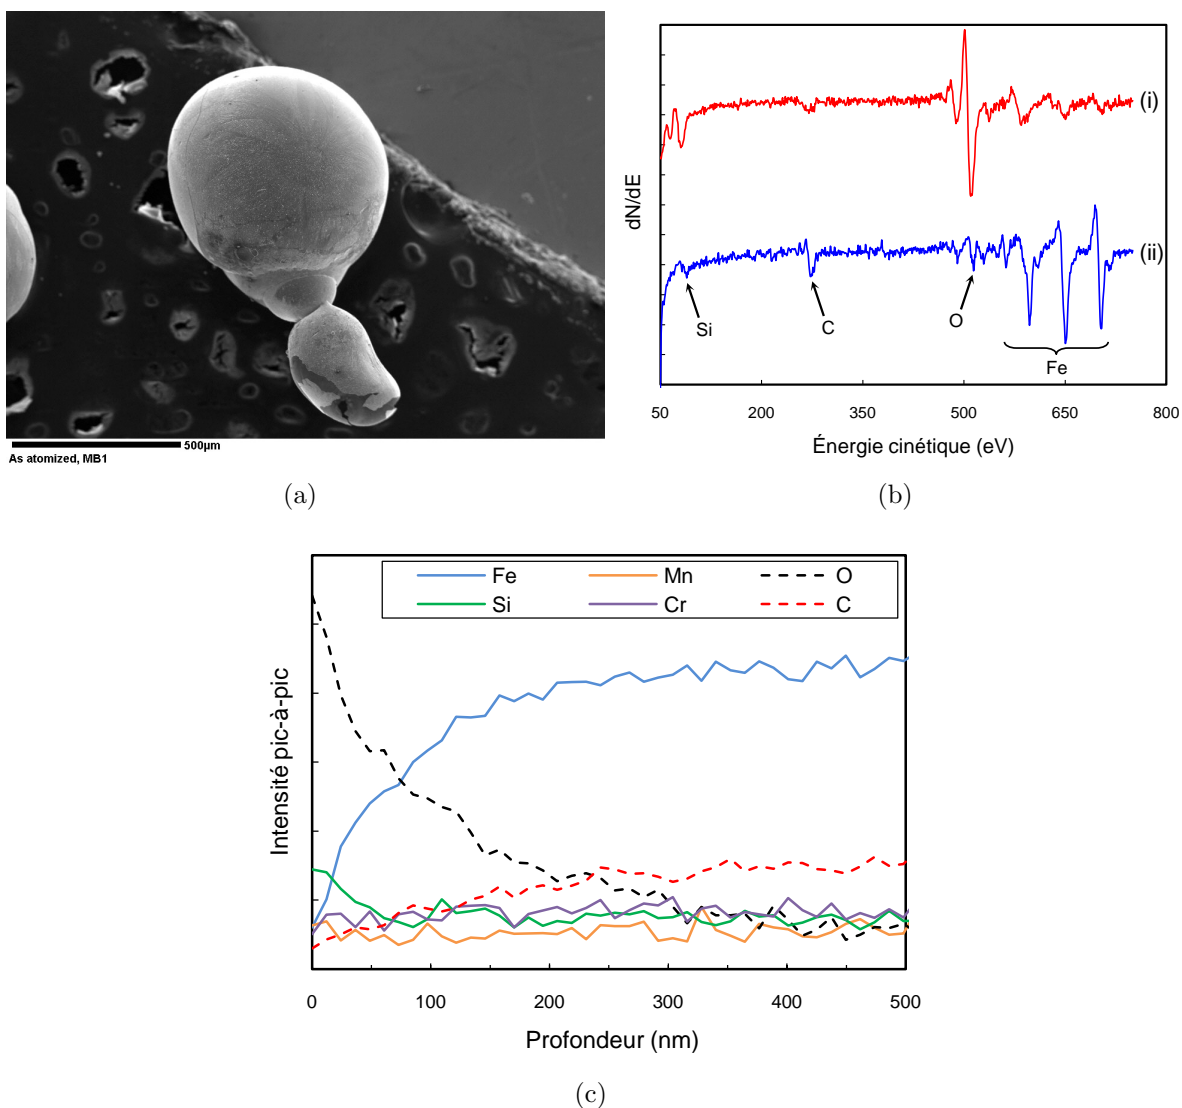 500µm
As atomized, MB1
(a)
dN/dE
(i)
(ii)
Si
C
O
Fe
50 200 350 500 650 800
Énergie cinétique (eV)
(b)
Fe Mn O
Si Cr C
Intensité pic-à-pic
0 100 200 300 400 500
Profondeur (nm)
(c)